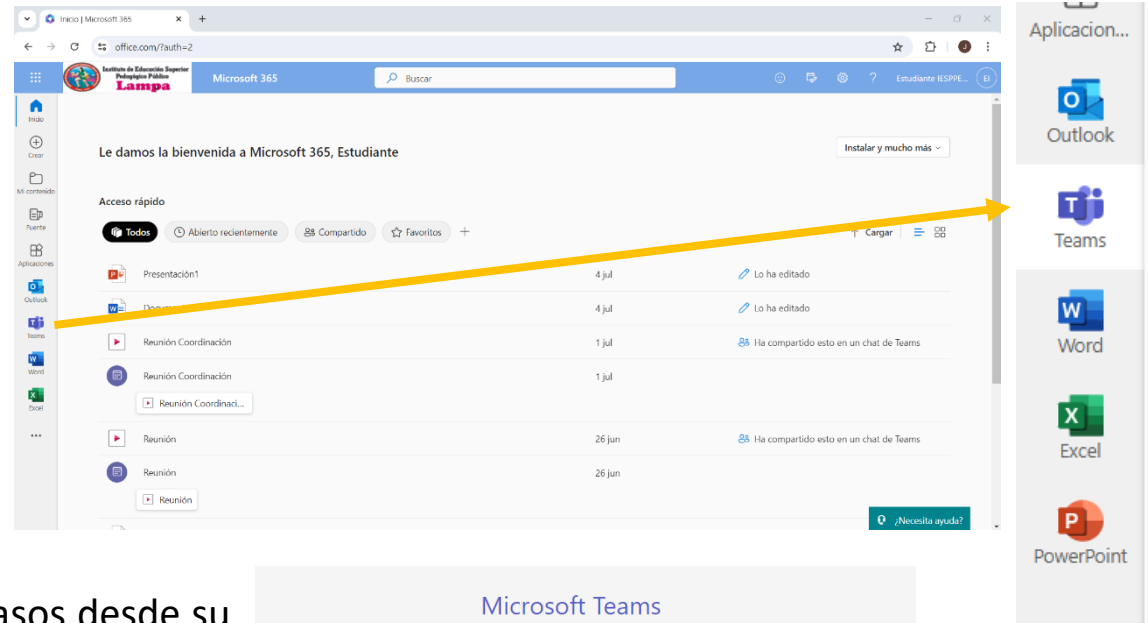 Inicio | Microsoft 365
office.com/?auth=2
J
Instituto de Educación Superior
Pedagógico Público
Lampa
Microsoft 365
Buscar
Estudiante IESPPE...
EI
Inicio
Crear
Mi contenido
Fuente
Aplicaciones
Outlook
Teams
Word
Excel
Le damos la bienvenida a Microsoft 365, Estudiante
Instalar y mucho más
Acceso rápido
Todos
Abierto recientemente
Compartido
Favoritos
Cargar
Presentación1
4 jul
Lo ha editado
4 jul
Lo ha editado
Reunión Coordinación
1 jul
Ha compartido esto en un chat de Teams
Reunión Coordinación
1 jul
Reunión Coordinaci...
Reunión
26 jun
Ha compartido esto en un chat de Teams
Reunión
26 jun
Reunión
¿Necesita ayuda?
Aplicacion...
Outlook
Teams
Word
Excel
PowerPoint
asos desde su
Microsoft Teams